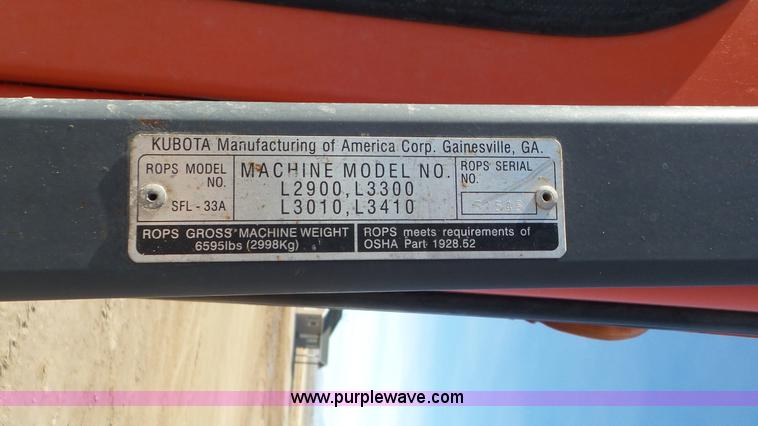 KUBOTA Manufacturing of America Corp. Gainesville, GA.
ROPS MODEL NO.
SFL-33A
MACHINE MODEL NO.
L2900, L3300
L3010, L3410
ROPS SERIAL NO.
ROPS GROSS MACHINE WEIGHT
6595lbs (2998Kg)
ROPS meets requirements of
OSHA Part 1928.52
www.purplewave.com